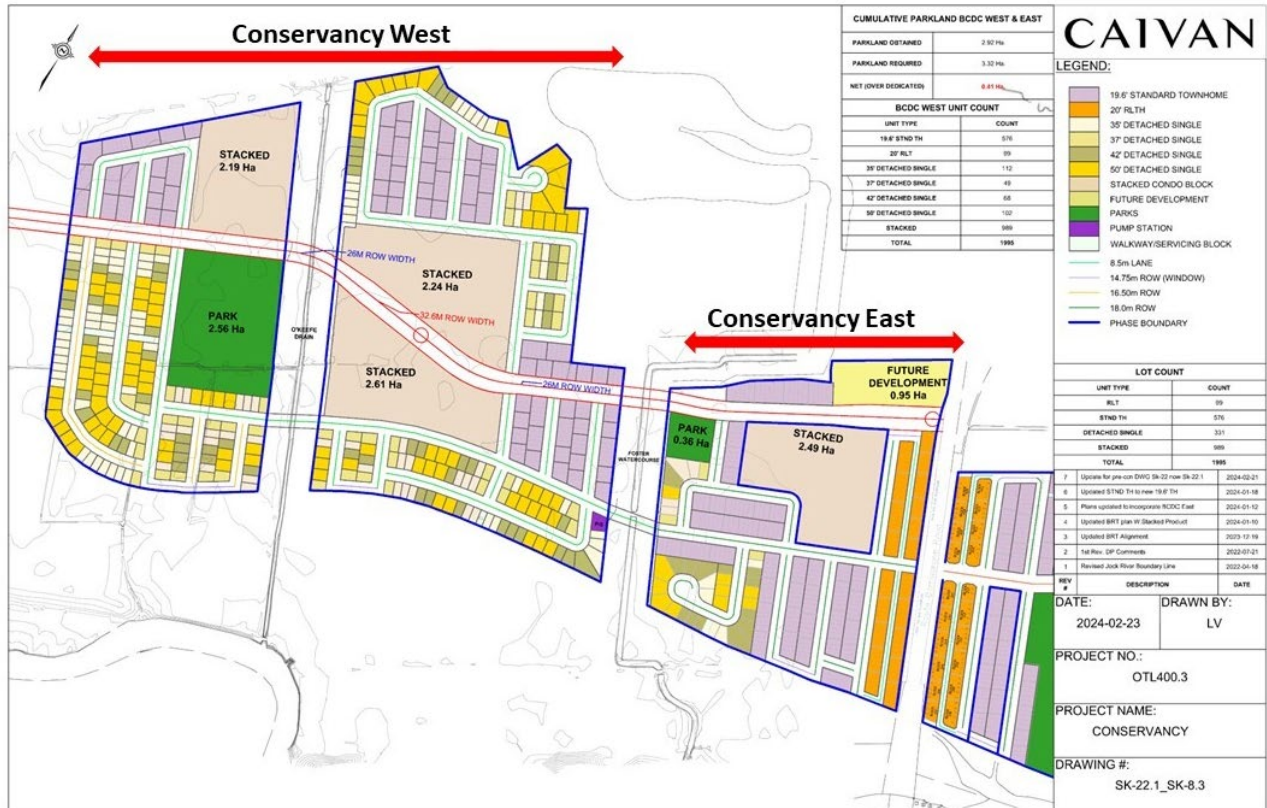 Conservancy West
STACKED
2.19 Ha
26M ROW WIDTH
STACKED
2.24 Ha
PARK
2.56 Ha
O'KEEFE
DRAIN
32.6M ROW WIDTH
STACKED
2.61 Ha
26M ROW WIDTH
Conservancy East
FUTURE
DEVELOPMENT
0.95 Ha
PARK
0.36 Ha
STACKED
2.49 Ha
FOSTER
WATERCOURSE
CUMULATIVE PARKLAND BCDC WEST & EAST
PARKLAND OBTAINED 2.92 Ha
PARKLAND REQUIRED 3.32 Ha
NET (OVER DEDICATED) 0.41 Ha
BCDC WEST UNIT COUNT
UNIT TYPE COUNT
19.6' STND TH 576
20' RLT 89
35' DETACHED SINGLE 112
37' DETACHED SINGLE 49
42' DETACHED SINGLE 68
50' DETACHED SINGLE 102
STACKED 989
TOTAL 1995
CAIVAN
LEGEND:
19.6' STANDARD TOWNHOME
20' RLTH
35' DETACHED SINGLE
37' DETACHED SINGLE
42' DETACHED SINGLE
50' DETACHED SINGLE
STACKED CONDO BLOCK
FUTURE DEVELOPMENT
PARKS
PUMP STATION
WALKWAY/SERVICING BLOCK
8.5m LANE
14.75m ROW (WINDOW)
16.50m ROW
18.0m ROW
PHASE BOUNDARY
LOT COUNT
UNIT TYPE COUNT
RLT 89
STND TH 576
DETACHED SINGLE 331
STACKED 989
TOTAL 1995
7 Update for pre-con DWG Sk-22 now Sk-22.1 2024-02-21
6 Updated STND TH to new 19.6' TH 2024-01-18
5 Plans updated to incorporate BCDC East 2024-01-12
4 Updated BRT plan W.Stacked Product 2024-01-10
3 Updated BRT Alignment 2023-12-19
2 1st Rev. DP Comments 2022-07-21
1 Revised Jock River Boundary Line 2022-04-18
REV # DESCRIPTION DATE
DATE: DRAWN BY:
2024-02-23 LV
PROJECT NO.:
OTL400.3
PROJECT NAME:
CONSERVANCY
DRAWING #:
SK-22.1_SK-8.3